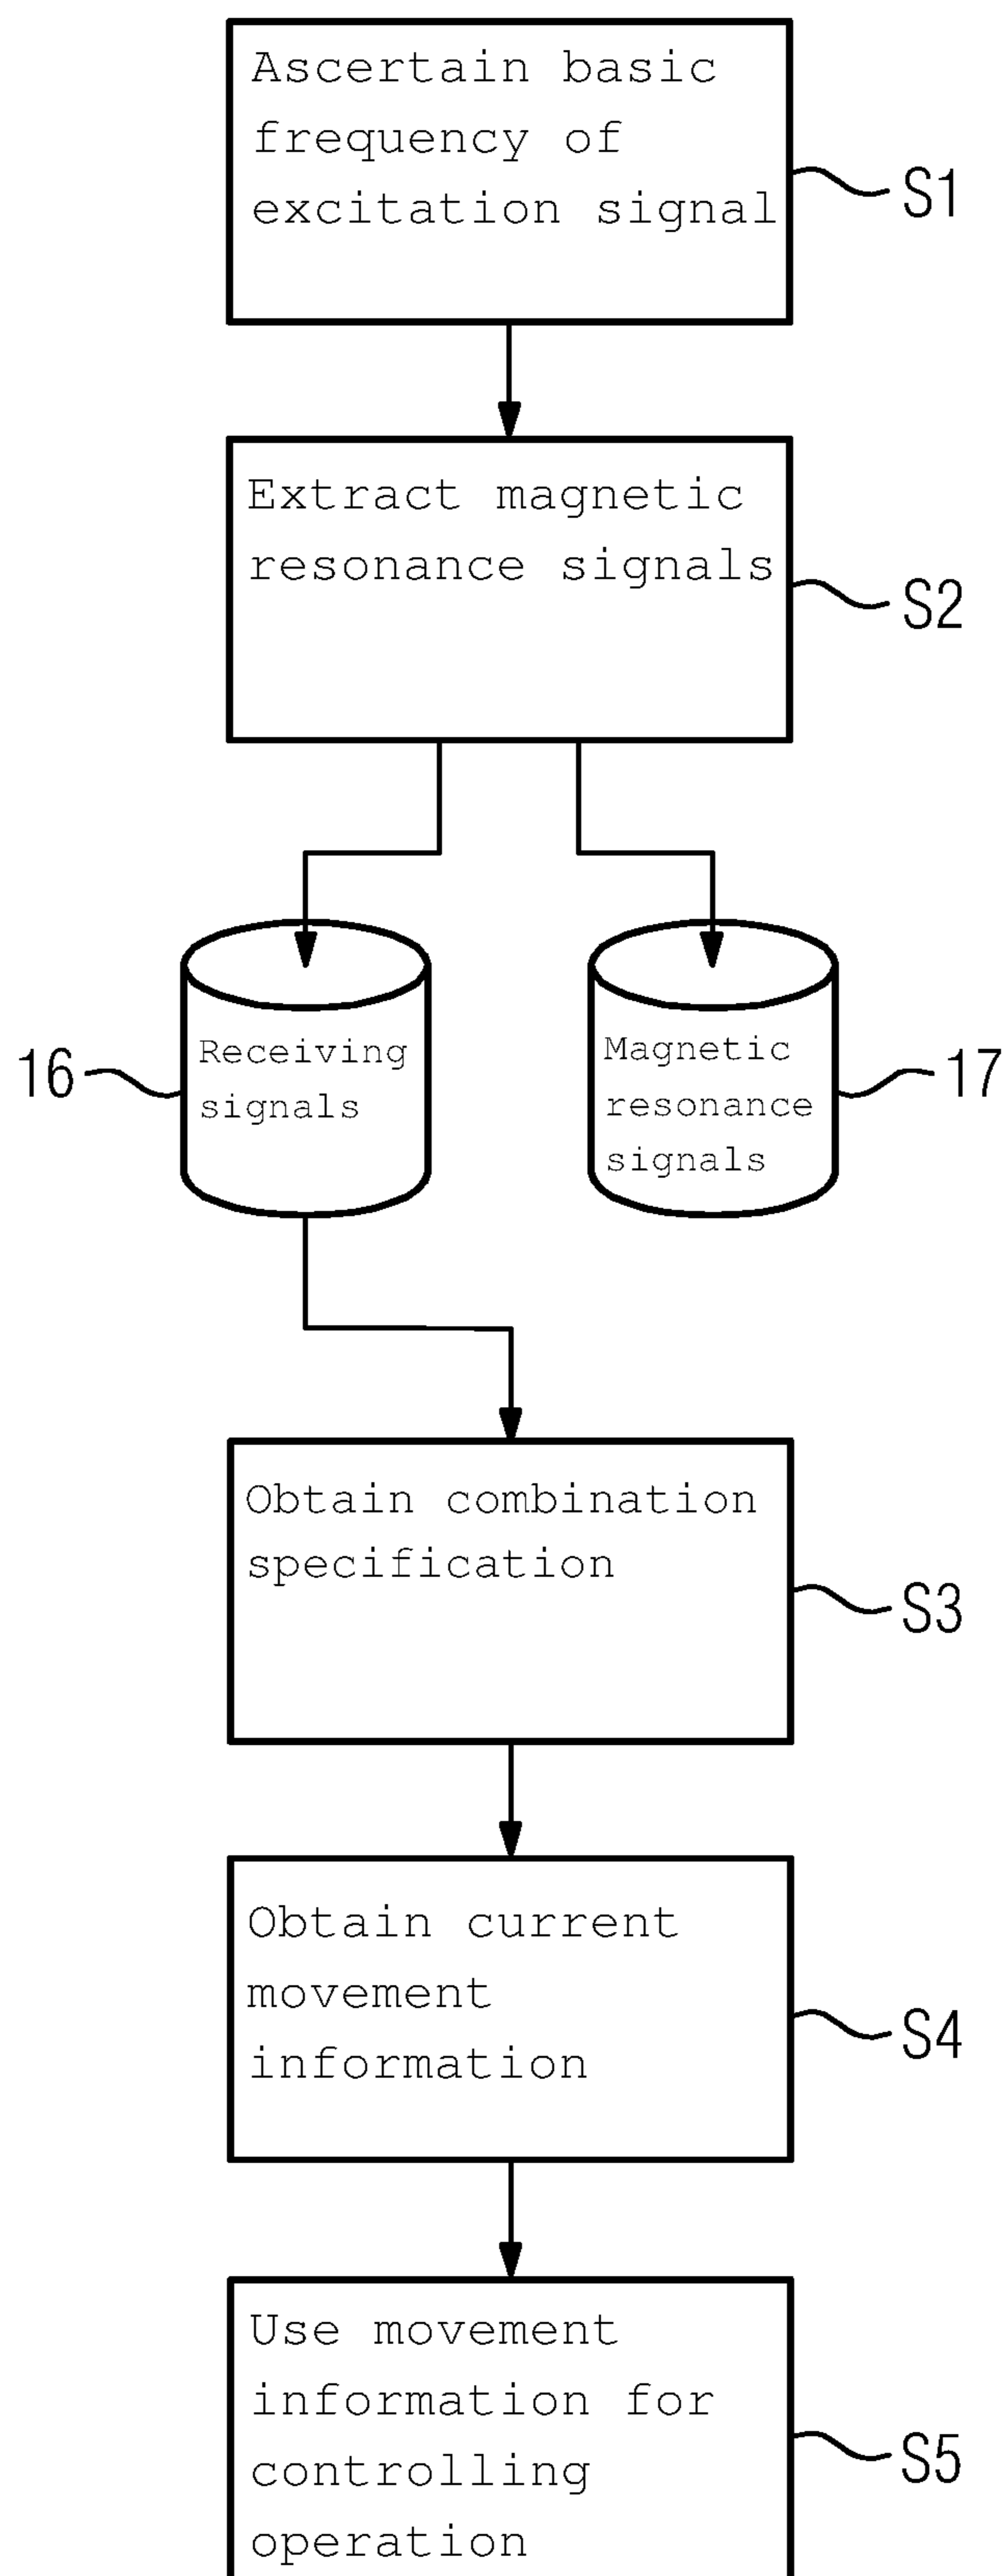 Ascertain basic
frequency of
excitation signal
S1
Extract magnetic
resonance signals
S2
16
Receiving
signals
Magnetic
resonance
signals
17
Obtain combination
specification
S3
Obtain current
movement
information
S4
Use movement
information for
controlling
operation
S5